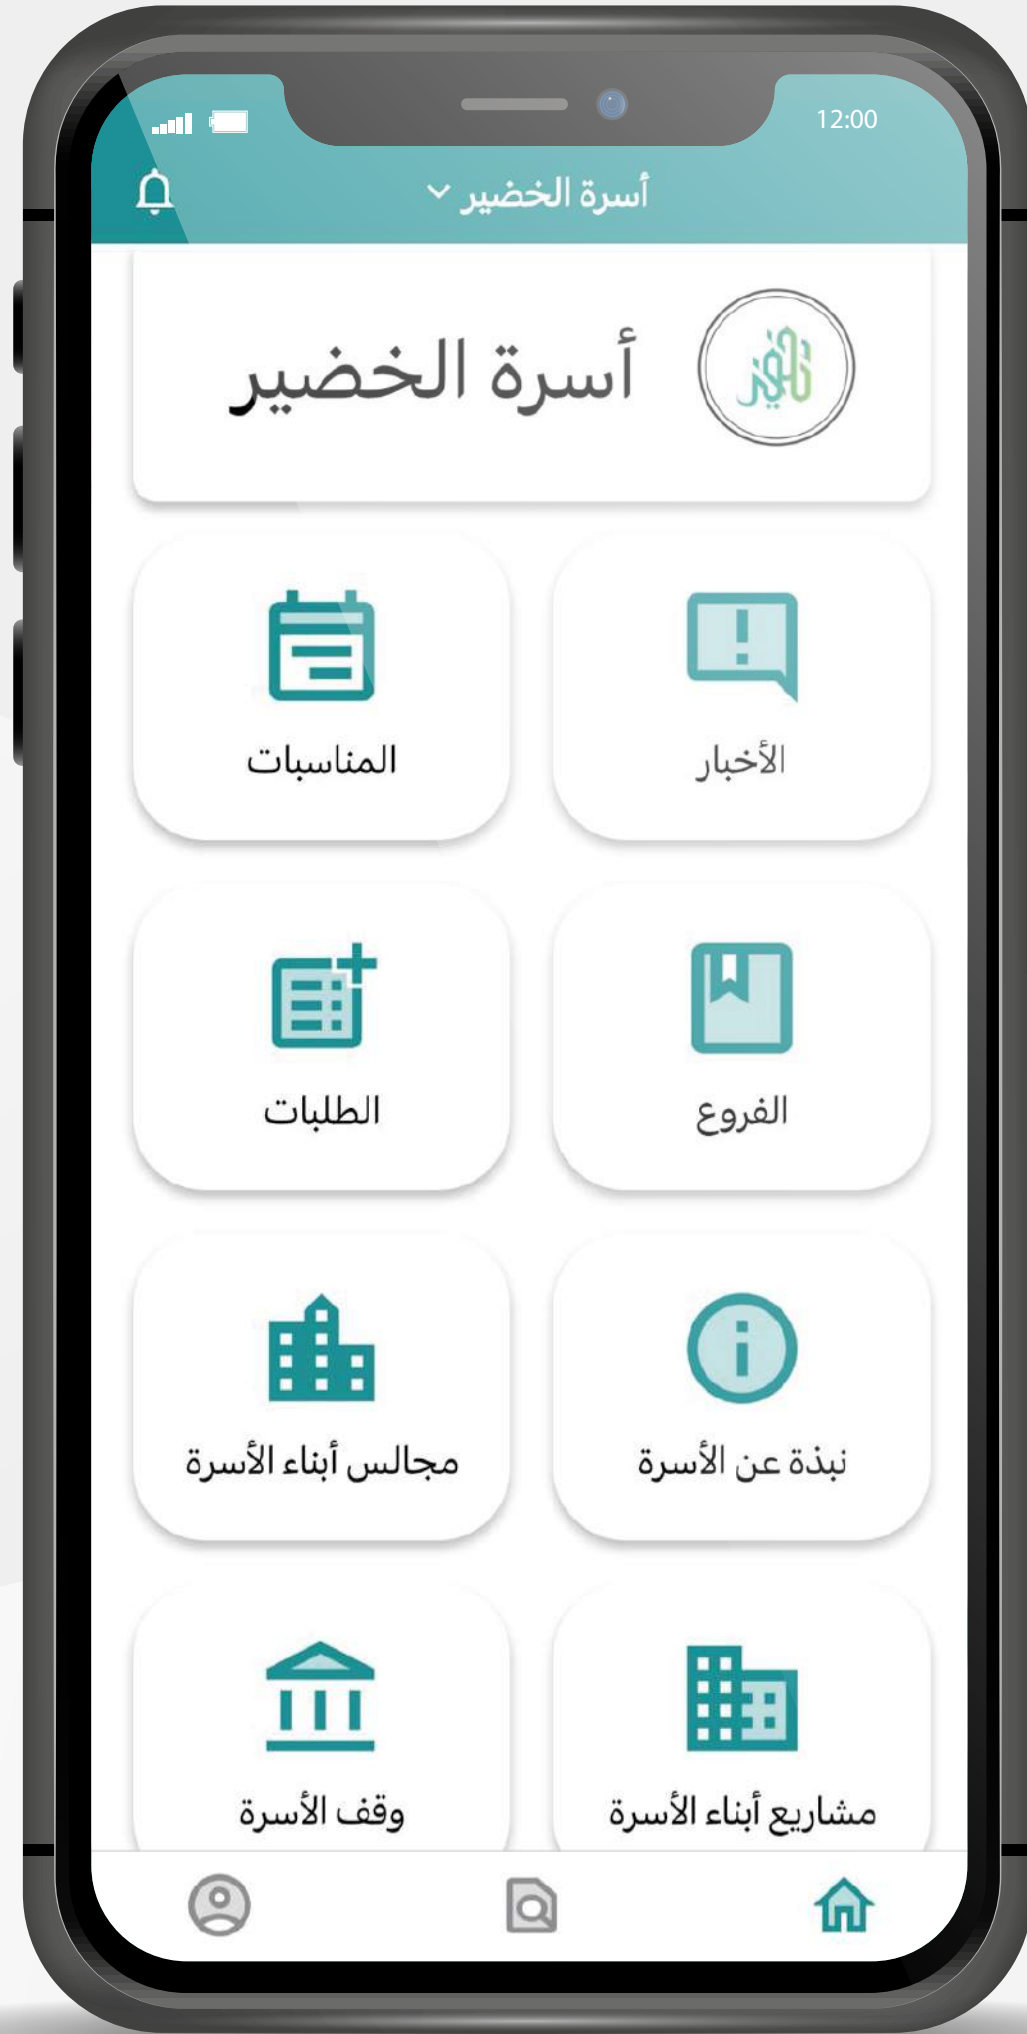 12:00
أسرة الخضير
أسرة الخضير
الأخبار
المناسبات
الفروع
الطلبات
نبذة عن الأسرة
مجالس أبناء الأسرة
مشاريع أبناء الأسرة
وقف الأسرة